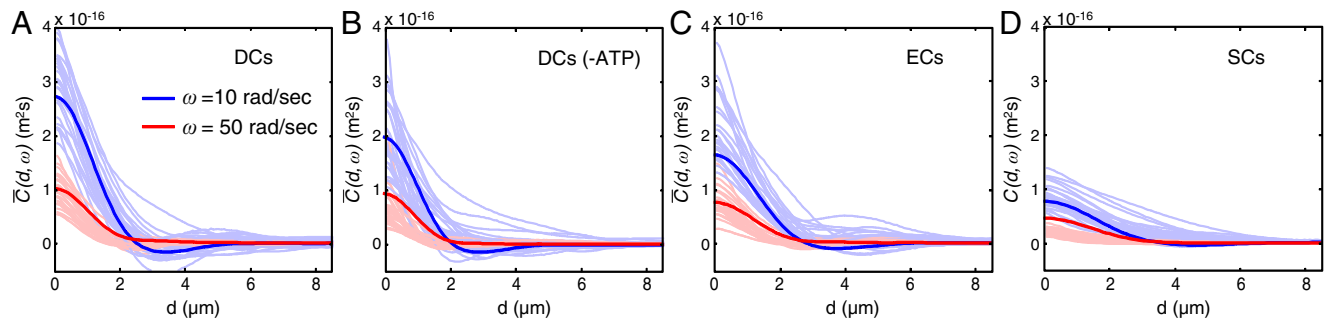 A
x 10⁻¹⁶
DCs
ω =10 rad/sec
ω = 50 rad/sec
4
3
2
1
0
C̅(d, ω) (m²s)
0 2 4 6 8
d (µm)
B
x 10⁻¹⁶
DCs (-ATP)
4
3
2
1
0
C̅(d, ω) (m²s)
0 2 4 6 8
d (µm)
C
x 10⁻¹⁶
ECs
4
3
2
1
0
C̅(d, ω) (m²s)
0 2 4 6 8
d (µm)
D
x 10⁻¹⁶
SCs
4
3
2
1
0
C(d, ω) (m²s)
0 2 4 6 8
d (µm)